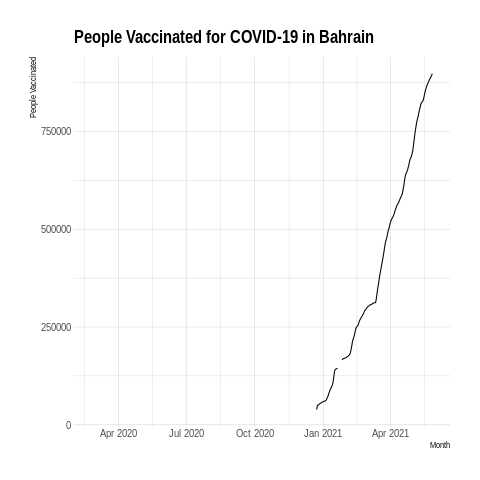 People Vaccinated for COVID-19 in Bahrain
People Vaccinated
750000
500000
250000
0
Apr 2020 Jul 2020 Oct 2020 Jan 2021 Apr 2021
Month